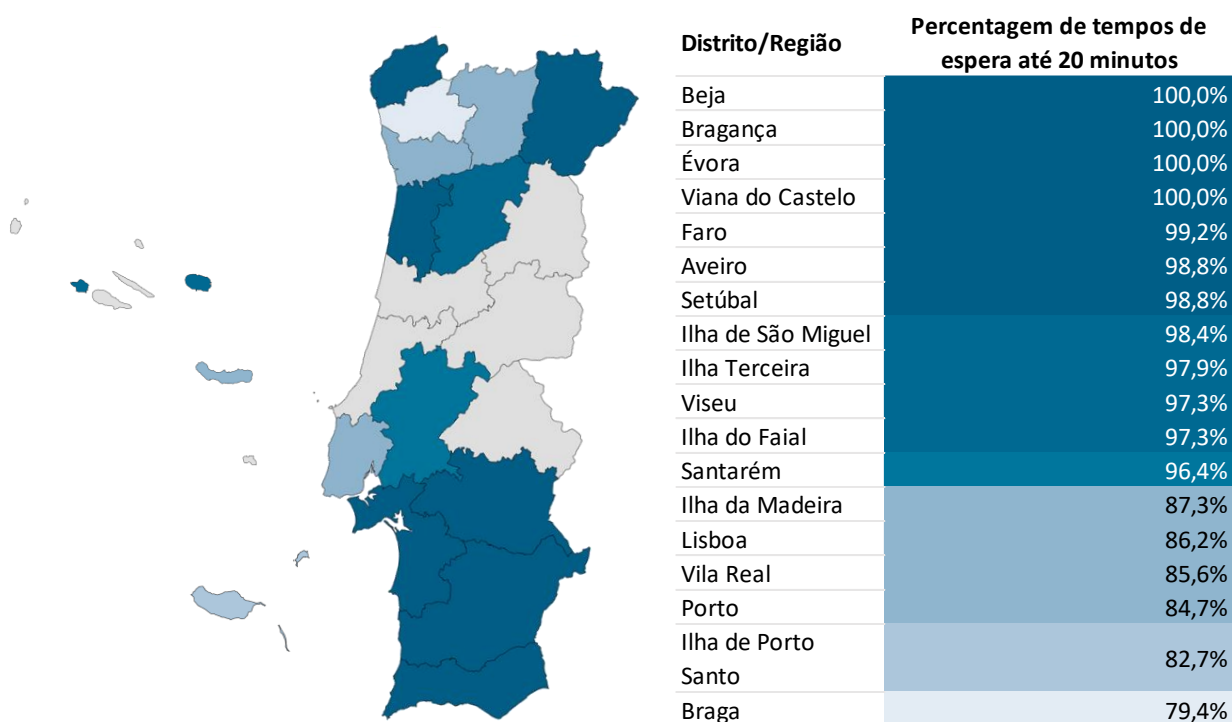 Distrito/Região Percentagem de tempos de
espera até 20 minutos
Beja 100,0%
Bragança 100,0%
Évora 100,0%
Viana do Castelo 100,0%
Faro 99,2%
Aveiro 98,8%
Setúbal 98,8%
Ilha de São Miguel 98,4%
Ilha Terceira 97,9%
Viseu 97,3%
Ilha do Faial 97,3%
Santarém 96,4%
Ilha da Madeira 87,3%
Lisboa 86,2%
Vila Real 85,6%
Porto 84,7%
Ilha de Porto
Santo 82,7%
Braga 79,4%